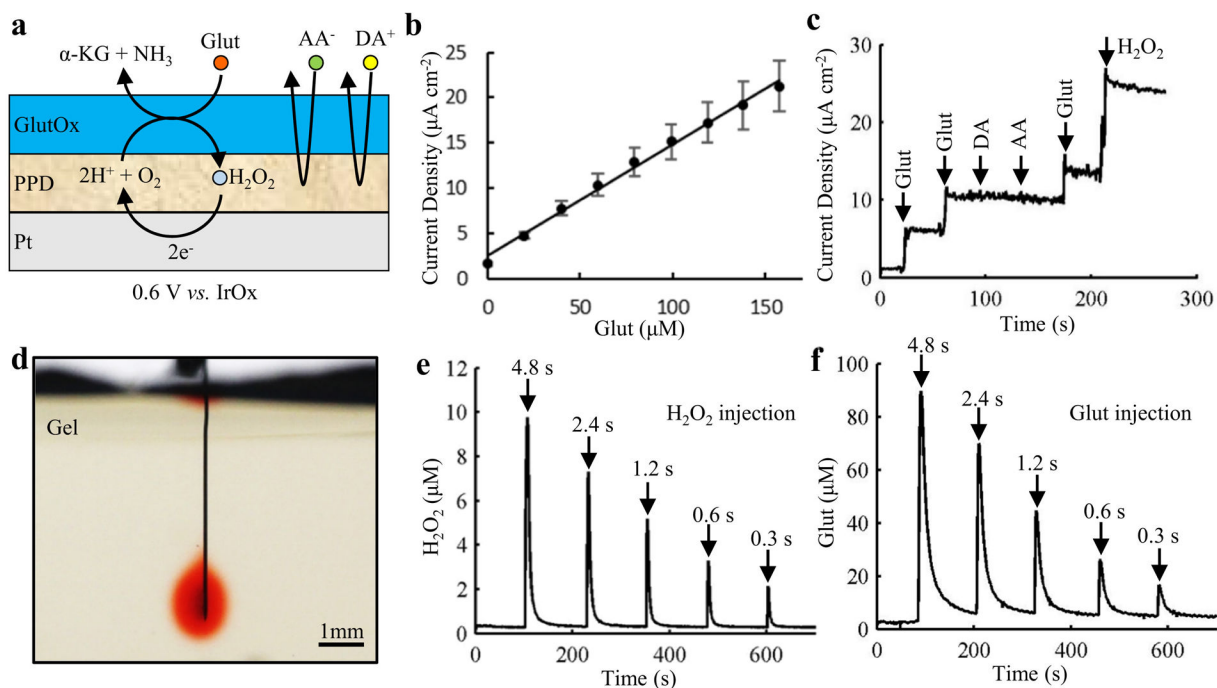 a
α-KG + NH₃
Glut
AA⁻
DA⁺
GlutOx
PPD
2H⁺ + O₂
H₂O₂
Pt
2e⁻
0.6 V vs. IrOx
b
Current Density (µA cm⁻²)
25
20
15
10
5
0
0
50
100
150
Glut (µM)
c
Current Density (µA cm⁻²)
30
20
10
0
0
100
200
300
Time (s)
Glut
Glut
DA
AA
Glut
H₂O₂
d
Gel
1mm
e
H₂O₂ (µM)
12
10
8
6
4
2
0
0
200
400
600
Time (s)
4.8 s
2.4 s
1.2 s
0.6 s
0.3 s
H₂O₂ injection
f
Glut (µM)
100
80
60
40
20
0
0
200
400
600
Time (s)
4.8 s
2.4 s
1.2 s
0.6 s
0.3 s
Glut injection